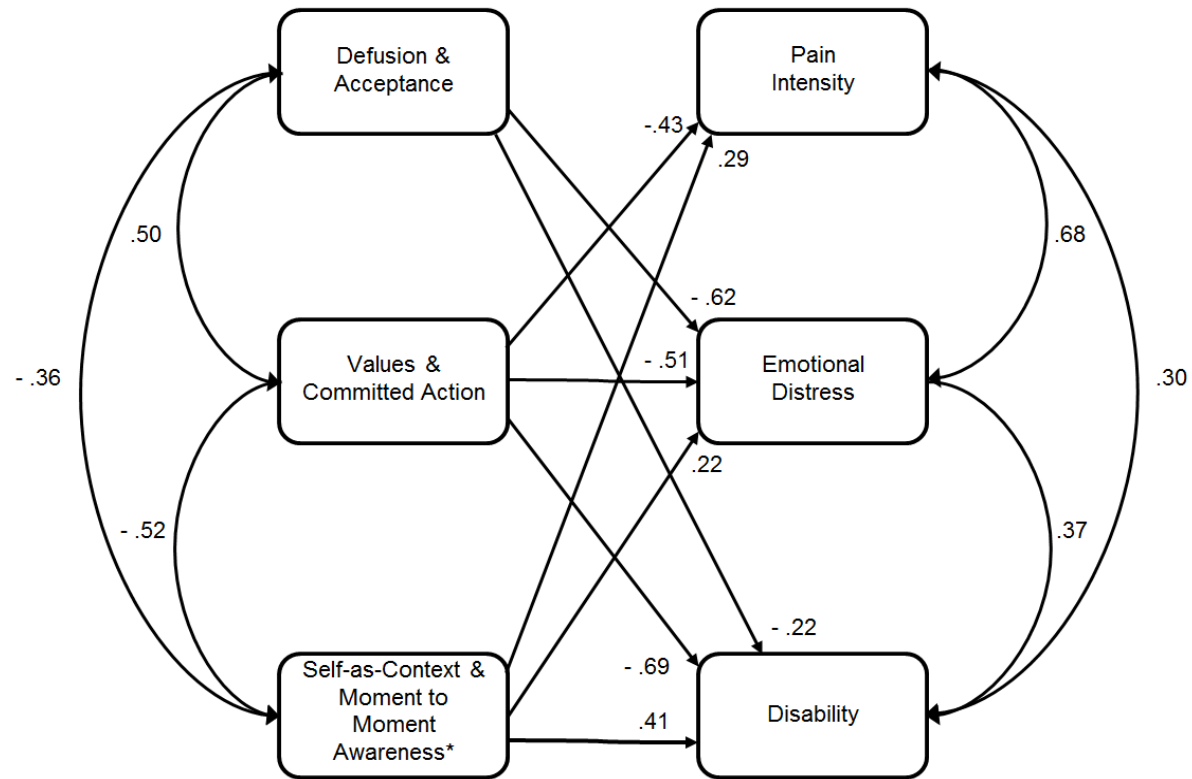 Defusion &
Acceptance
Pain
Intensity
-.43
.29
.50
.68
- .62
Values &
Committed Action
- .51
Emotional
Distress
- .36
.30
.22
- .52
.37
- .22
Self-as-Context &
Moment to
Moment
Awareness*
- .69
.41
Disability